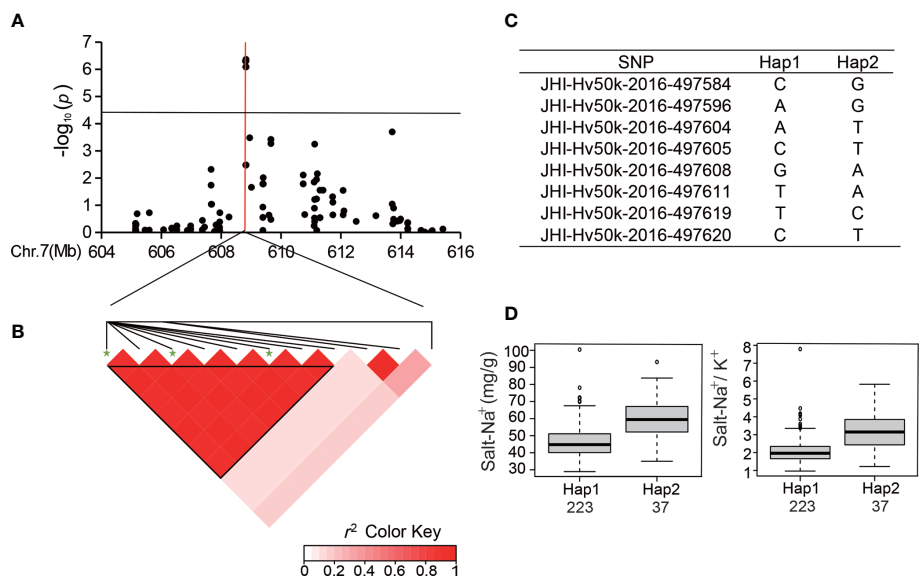 A
7
6
5
4
3
2
1
0
-log₁₀(p)
Chr.7(Mb) 604 606 608 610 612 614 616
B
r² Color Key
0 0.2 0.4 0.6 0.8 1
C
SNP Hap1 Hap2
JHI-Hv50k-2016-497584 C G
JHI-Hv50k-2016-497596 A G
JHI-Hv50k-2016-497604 A T
JHI-Hv50k-2016-497605 C T
JHI-Hv50k-2016-497608 G A
JHI-Hv50k-2016-497611 T A
JHI-Hv50k-2016-497619 T C
JHI-Hv50k-2016-497620 C T
D
100
90
80
70
60
50
40
30
Salt-Na⁺ (mg/g)
Hap1 Hap2
223 37
8
7
6
5
4
3
2
1
Salt-Na⁺/ K⁺
Hap1 Hap2
223 37